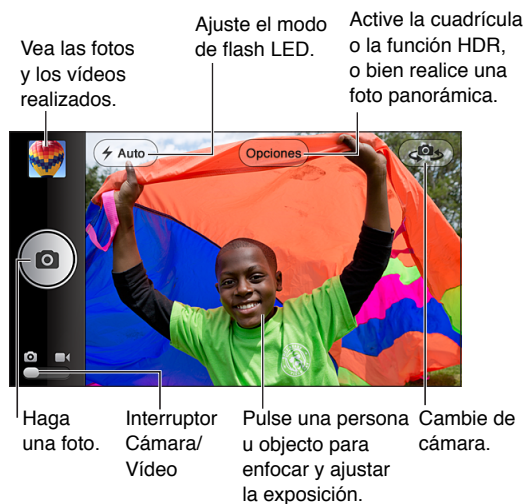 Vea las fotos
y los vídeos
realizados.
Ajuste el modo
de flash LED.
Active la cuadrícula
o la función HDR,
o bien realice una
foto panorámica.
Auto
Opciones
Haga
una foto.
Interruptor
Cámara/
Vídeo
Pulse una persona
u objeto para
enfocar y ajustar
la exposición.
Cambie de
cámara.